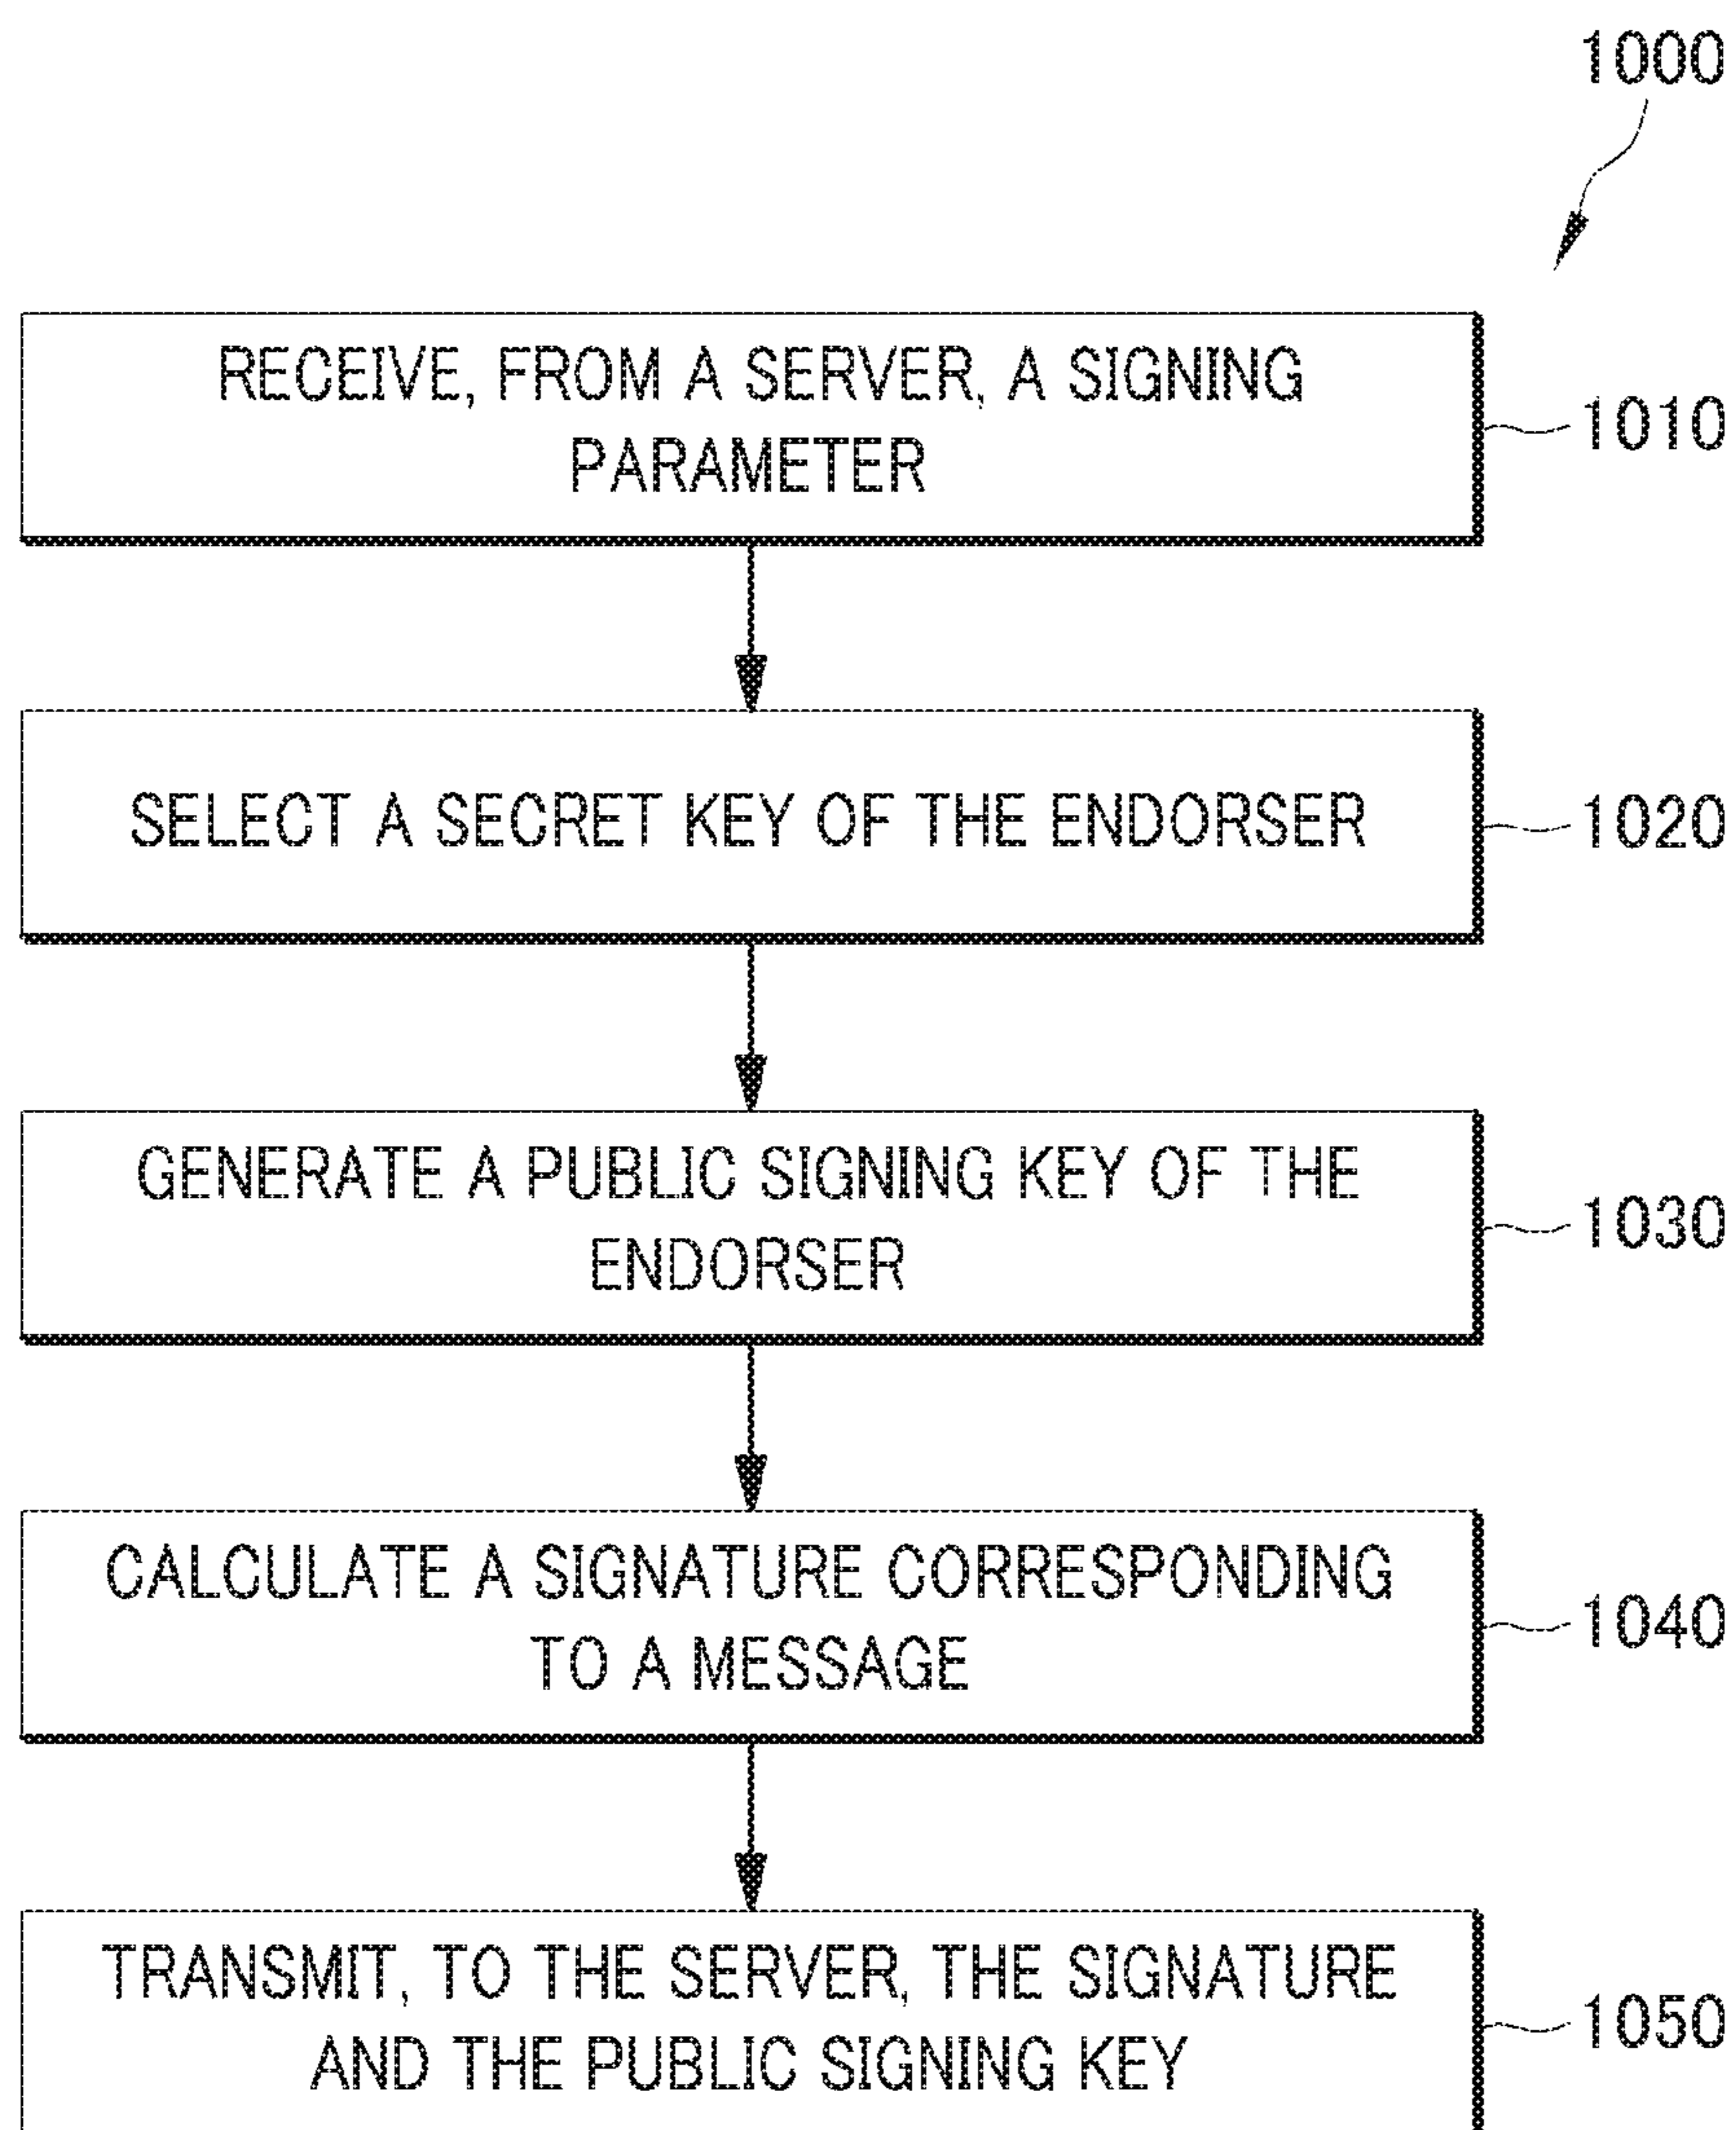 1000
RECEIVE, FROM A SERVER, A SIGNING
PARAMETER
1010
SELECT A SECRET KEY OF THE ENDORSER
1020
GENERATE A PUBLIC SIGNING KEY OF THE
ENDORSER
1030
CALCULATE A SIGNATURE CORRESPONDING
TO A MESSAGE
1040
TRANSMIT, TO THE SERVER, THE SIGNATURE
AND THE PUBLIC SIGNING KEY
1050